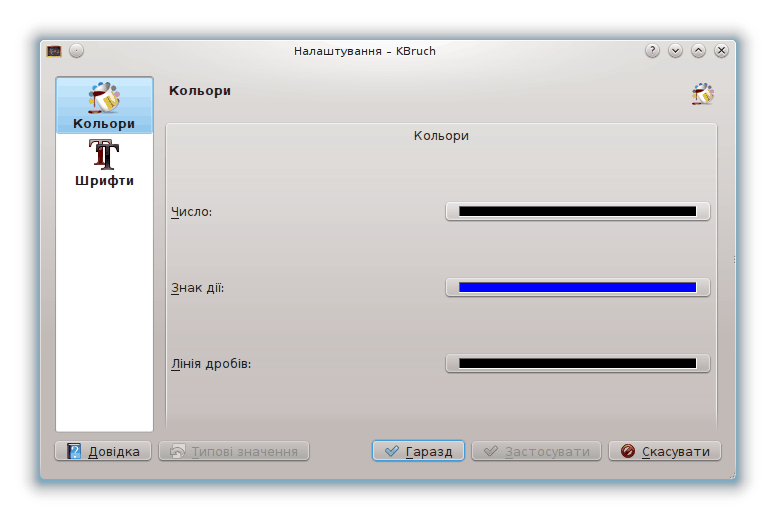 Налаштування – KBruch
Кольори
Шрифти
Кольори
Кольори
Число:
Знак дії:
Лінія дробів:
Довідка
Типові значення
Гаразд
Застосувати
Скасувати